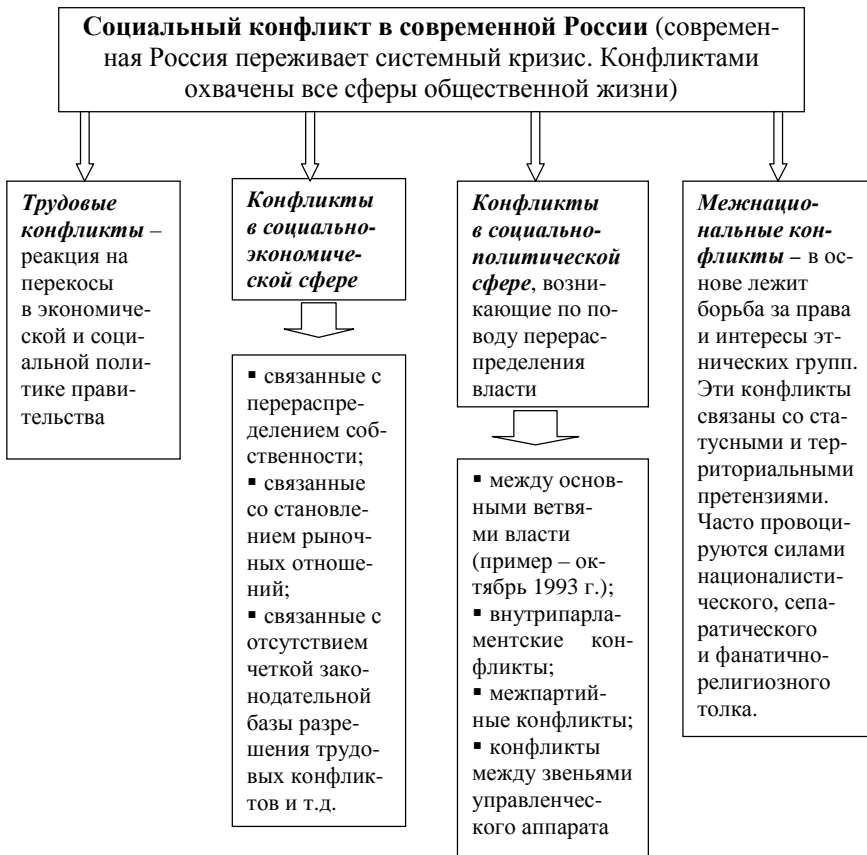 Социальный конфликт в современной России (современ-
ная Россия переживает системный кризис. Конфликтами
охвачены все сферы общественной жизни)
Трудовые
конфликты –
реакция на
перекосы
в экономиче-
ской и соци-
альной поли-
тике прави-
тельства
Конфликты
в социально-
экономиче-
ской сфере
▪ связанные с
перераспре-
делением соб-
ственности;
▪ связанные
со становле-
нием рыноч-
ных отноше-
ний;
▪ связанные с
отсутствием
четкой зако-
нодательной
базы разре-
шения трудо-
вых конфлик-
тов и т.д.
Конфликты
в социально-
политической
сфере, возни-
кающие по по-
воду перерас-
пределения
власти
▪ между основ-
ными ветвя-
ми власти
(пример – ок-
тябрь 1993 г.);
▪ внутрипарла-
ментские кон-
фликты;
▪ межпартий-
ные конфликты;
▪ конфликты
между звеньями
управленчес-
кого аппарата
Межнацио-
нальные кон-
фликты – в ос-
нове лежит
борьба за права
и интересы эт-
нических групп.
Эти конфликты
связаны со ста-
тусными и тер-
риториальными
претензиями.
Часто провоци-
руются силами
националисти-
ческого, сепа-
ратического
и фанатично-
религиозного
толка.